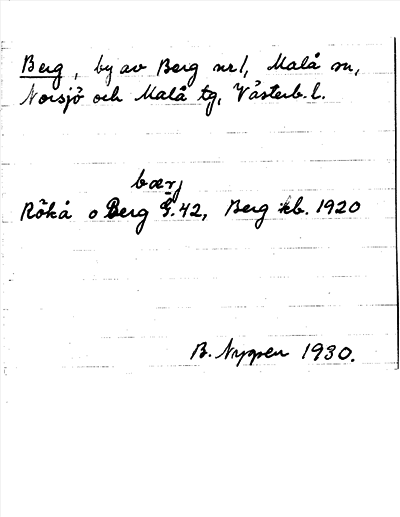 Berg, by av Berg nr 1, Malå sn,
Norsjö och Malå tg, Västerb. l.
bærj
Rökå o Berg G. 42, Berg kb. 1920
B. Nyman 1930.